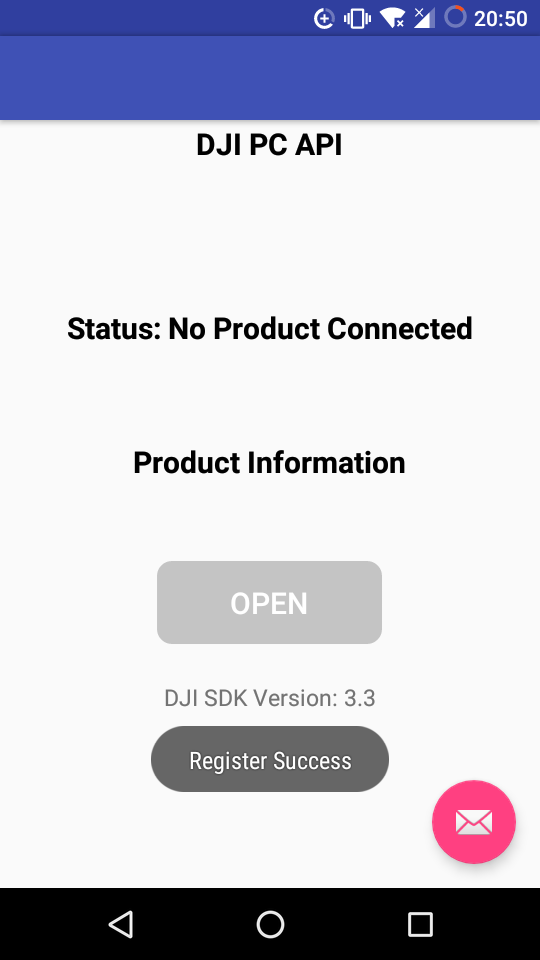 20:50
DJI PC API
Status: No Product Connected
Product Information
OPEN
DJI SDK Version: 3.3
Register Success